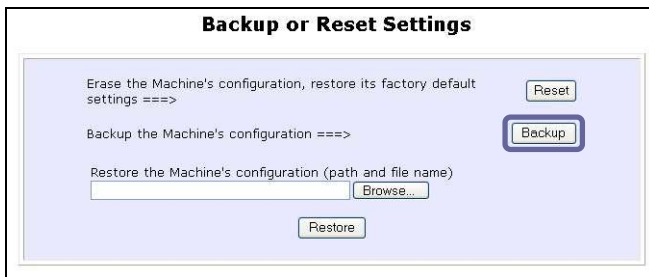 Backup or Reset Settings
Erase the Machine's configuration, restore its factory default
settings ===>
Reset
Backup the Machine's configuration ===>
Backup
Restore the Machine's configuration (path and file name)
Browse...
Restore